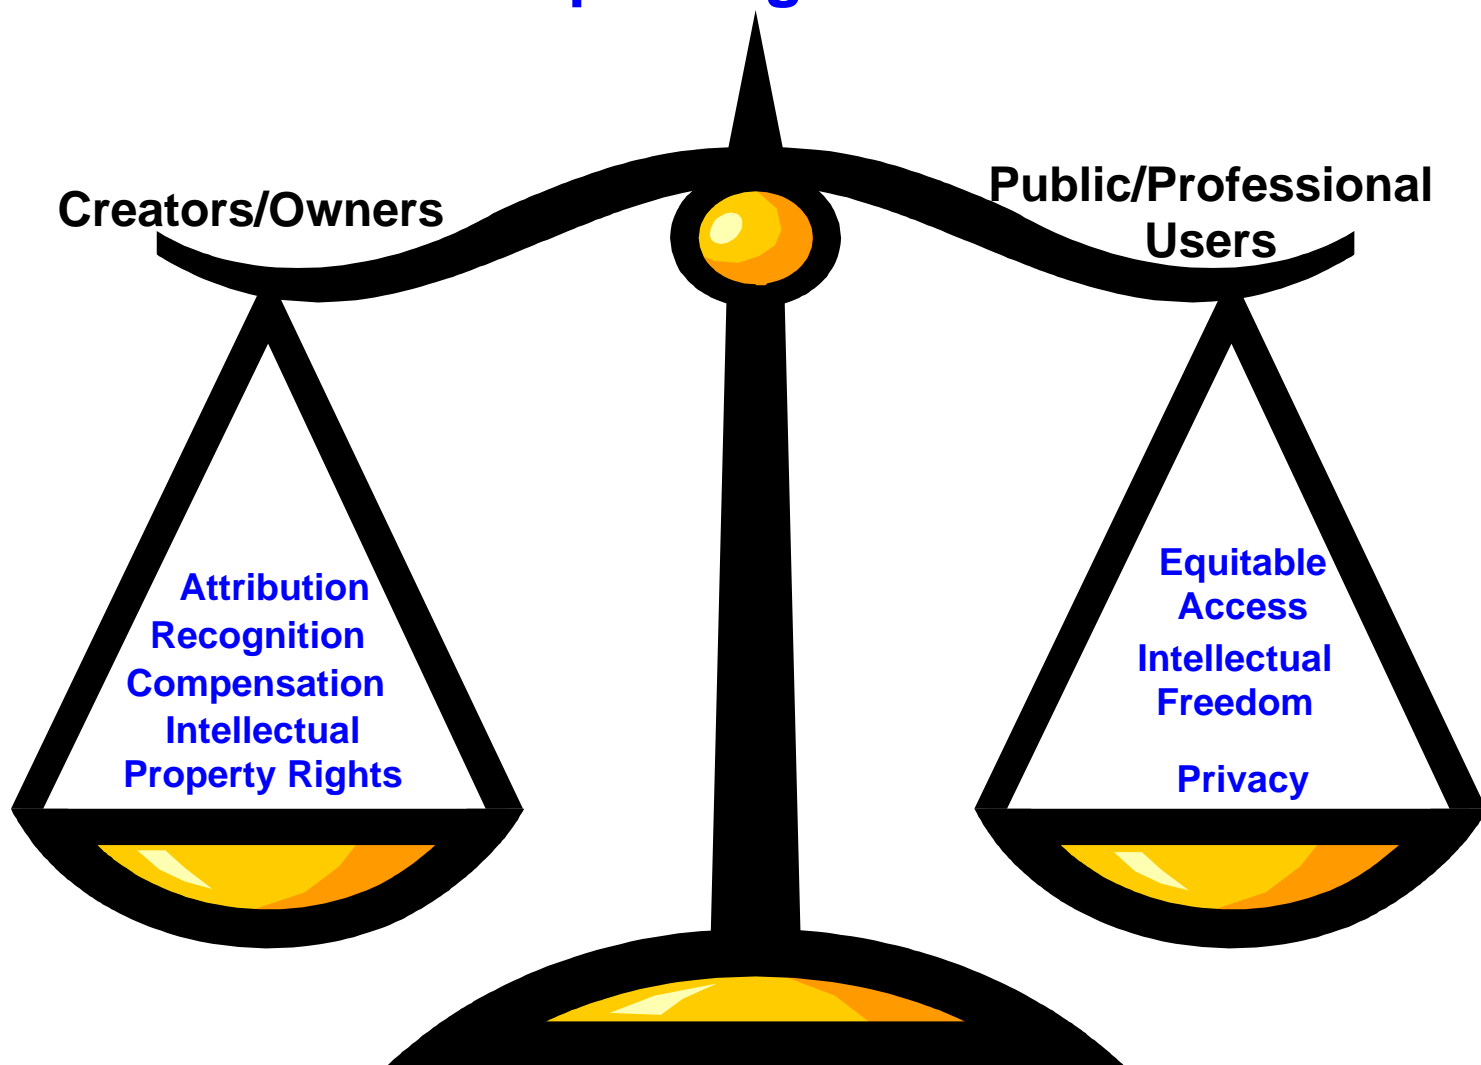 Creators/Owners
Public/Professional
Users
Attribution
Recognition
Compensation
Intellectual
Property Rights
Equitable
Access
Intellectual
Freedom
Privacy